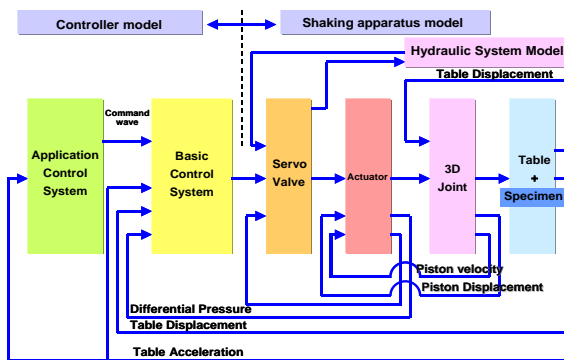 Controller model
Shaking apparatus model
Hydraulic System Model
Table Displacement
Command
wave
Application
Control
System
Basic
Control
System
Servo
Valve
Actuator
3D
Joint
Table
+
Specimen
Piston velocity
Piston Displacement
Differential Pressure
Table Displacement
Table Acceleration